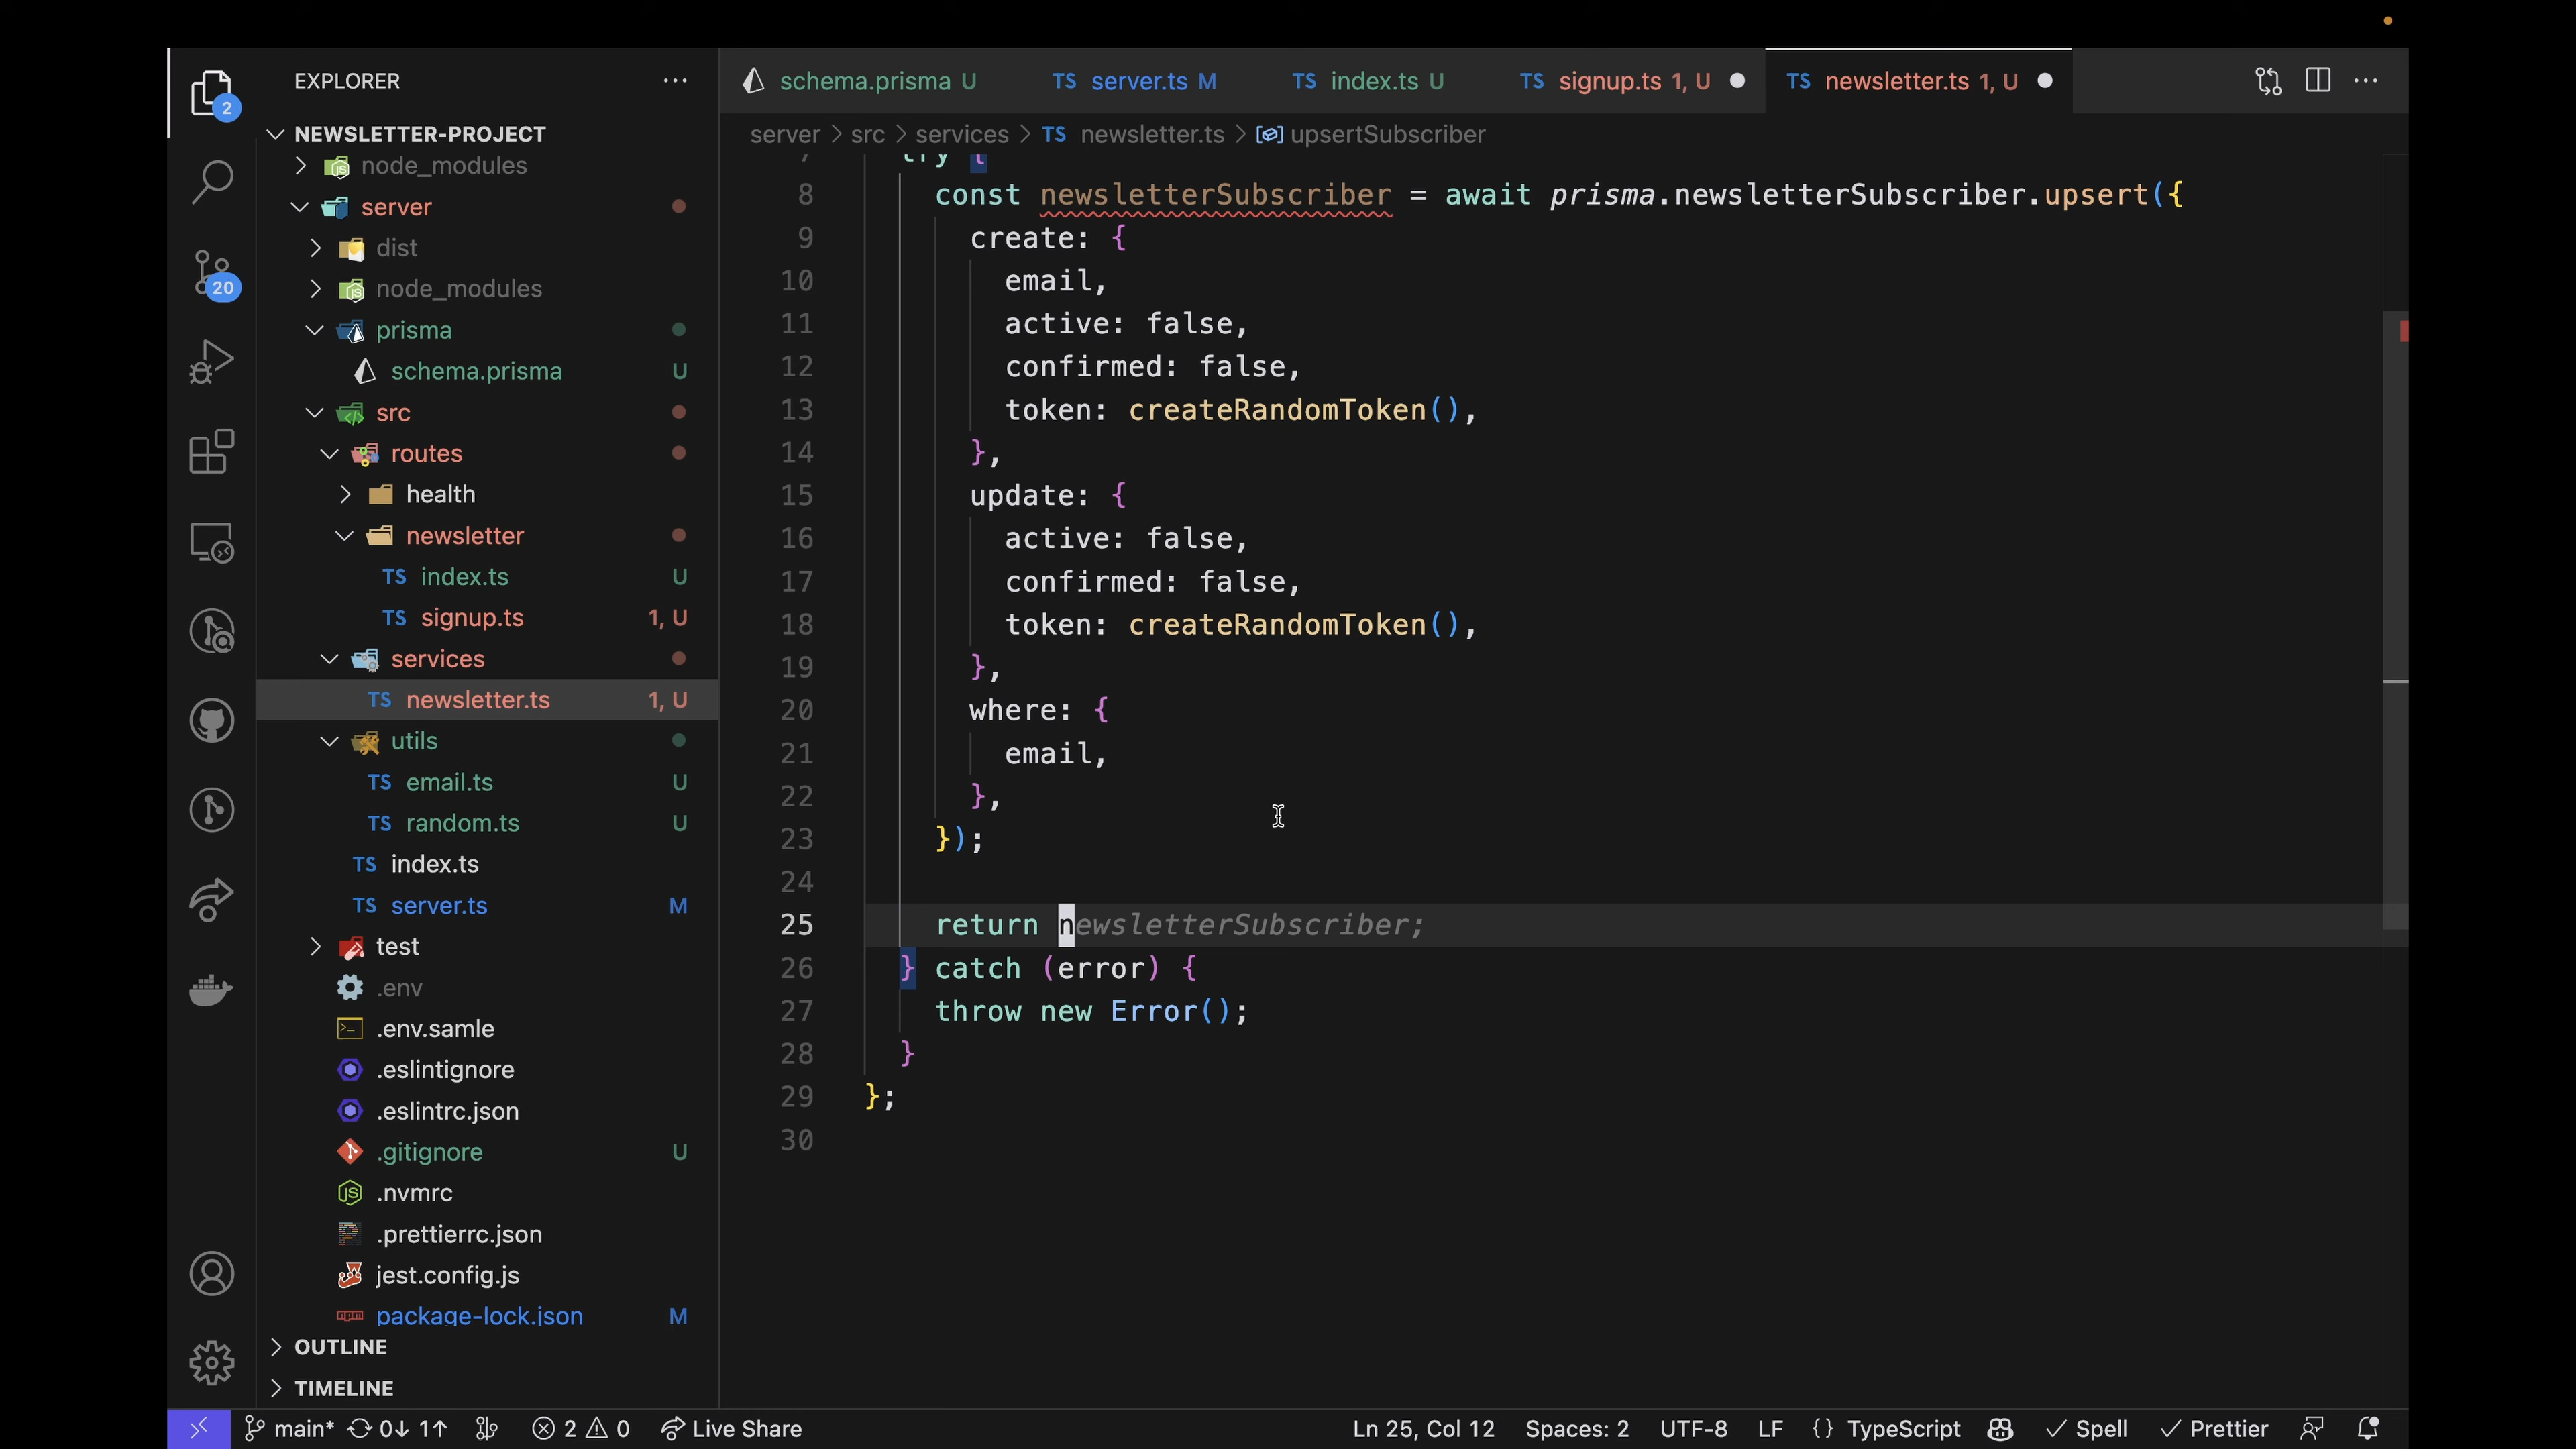 EXPLORER
2
NEWSLETTER-PROJECT
node_modules
server
dist
node_modules
prisma
schema.prisma U
src
routes
health
newsletter
TS index.ts U
TS signup.ts 1, U
services
TS newsletter.ts 1, U
utils
TS email.ts U
TS random.ts U
TS index.ts
TS server.ts M
test
.env
.env.samle
.eslintignore
.eslintrc.json
.gitignore U
.nvmrc
.prettierrc.json
jest.config.js
package-lock.json M
OUTLINE
TIMELINE
20
schema.prisma U TS server.ts M TS index.ts U TS signup.ts 1, U TS newsletter.ts 1, U
server > src > services > TS newsletter.ts > upsertSubscriber
7 try {
8 const newsletterSubscriber = await prisma.newsletterSubscriber.upsert({
9 create: {
10 email,
11 active: false,
12 confirmed: false,
13 token: createRandomToken(),
14 },
15 update: {
16 active: false,
17 confirmed: false,
18 token: createRandomToken(),
19 },
20 where: {
21 email,
22 },
23 });
24
25 return newsletterSubscriber;
26 } catch (error) {
27 throw new Error();
28 }
29 };
30
main* 0↓ 1↑ 2 0 Live Share Ln 25, Col 12 Spaces: 2 UTF-8 LF {} TypeScript ✓ Spell ✓ Prettier